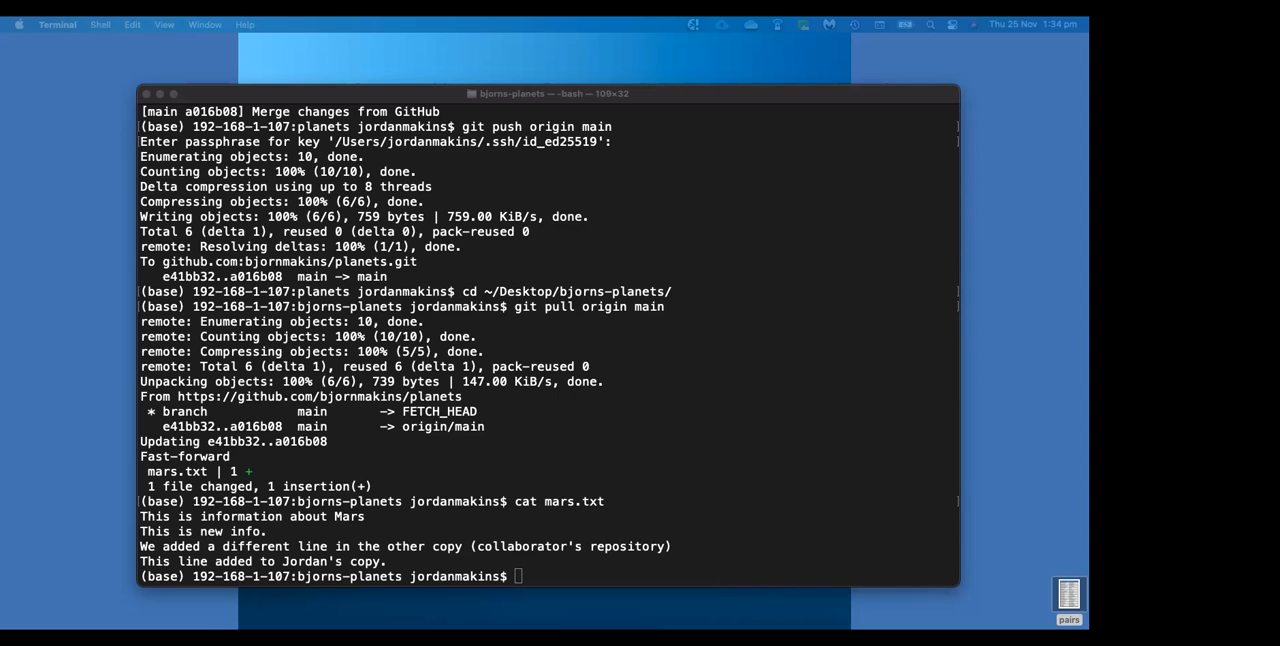 Terminal Shell Edit View Window Help Thu 25 Nov 1:34 pm
bjorns-planets — -bash — 109×32
[main a016b08] Merge changes from GitHub
(base) 192-168-1-107:planets jordanmakins$ git push origin main
Enter passphrase for key '/Users/jordanmakins/.ssh/id_ed25519':
Enumerating objects: 10, done.
Counting objects: 100% (10/10), done.
Delta compression using up to 8 threads
Compressing objects: 100% (6/6), done.
Writing objects: 100% (6/6), 759 bytes | 759.00 KiB/s, done.
Total 6 (delta 1), reused 0 (delta 0), pack-reused 0
remote: Resolving deltas: 100% (1/1), done.
To github.com:bjornmakins/planets.git
e41bb32..a016b08 main -> main
(base) 192-168-1-107:planets jordanmakins$ cd ~/Desktop/bjorns-planets/
(base) 192-168-1-107:bjorns-planets jordanmakins$ git pull origin main
remote: Enumerating objects: 10, done.
remote: Counting objects: 100% (10/10), done.
remote: Compressing objects: 100% (5/5), done.
remote: Total 6 (delta 1), reused 6 (delta 1), pack-reused 0
Unpacking objects: 100% (6/6), 739 bytes | 147.00 KiB/s, done.
From https://github.com/bjornmakins/planets
* branch main -> FETCH_HEAD
e41bb32..a016b08 main -> origin/main
Updating e41bb32..a016b08
Fast-forward
mars.txt | 1 +
1 file changed, 1 insertion(+)
(base) 192-168-1-107:bjorns-planets jordanmakins$ cat mars.txt
This is information about Mars
This is new info.
We added a different line in the other copy (collaborator's repository)
This line added to Jordan's copy.
(base) 192-168-1-107:bjorns-planets jordanmakins$
pairs